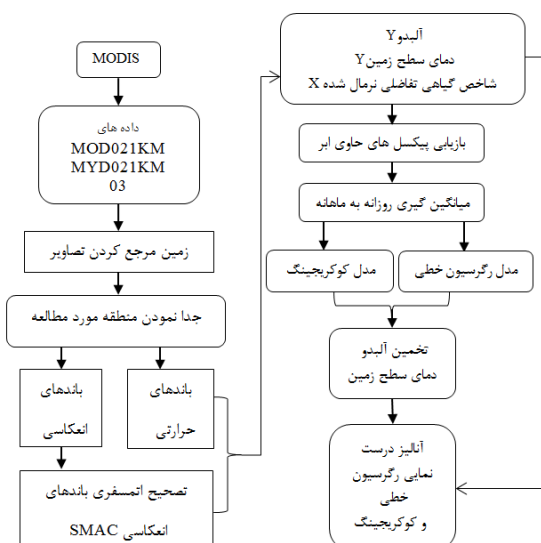 MODIS
داده های
MOD021KM
MYD021KM
03
زمین مرجع کردن تصاویر
جدا نمودن منطقه مورد مطالعه
باندهای
انعکاسی
باندهای
حرارتی
تصحیح اتمسفری باندهای
انعکاسی SMAC
آلبدو Y
دمای سطح زمین Y
شاخص گیاهی تفاضلی نرمال شده X
بازیابی پیکسل های حاوی ابر
میانگین گیری روزانه به ماهانه
مدل کوکریجینگ
مدل رگرسیون خطی
تخمین آلبدو
دمای سطح زمین
آنالیز درست
نمایی رگرسیون
خطی
و کوکریجینگ